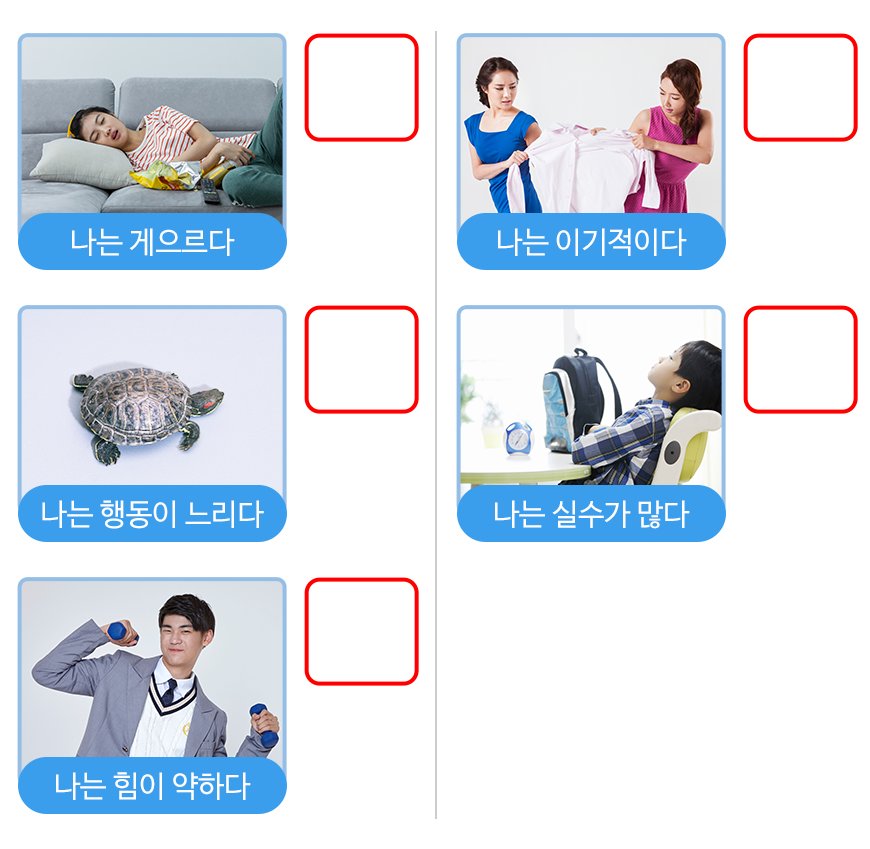 나는 게으르다
나는 이기적이다
나는 행동이 느리다
나는 실수가 많다
나는 힘이 약하다